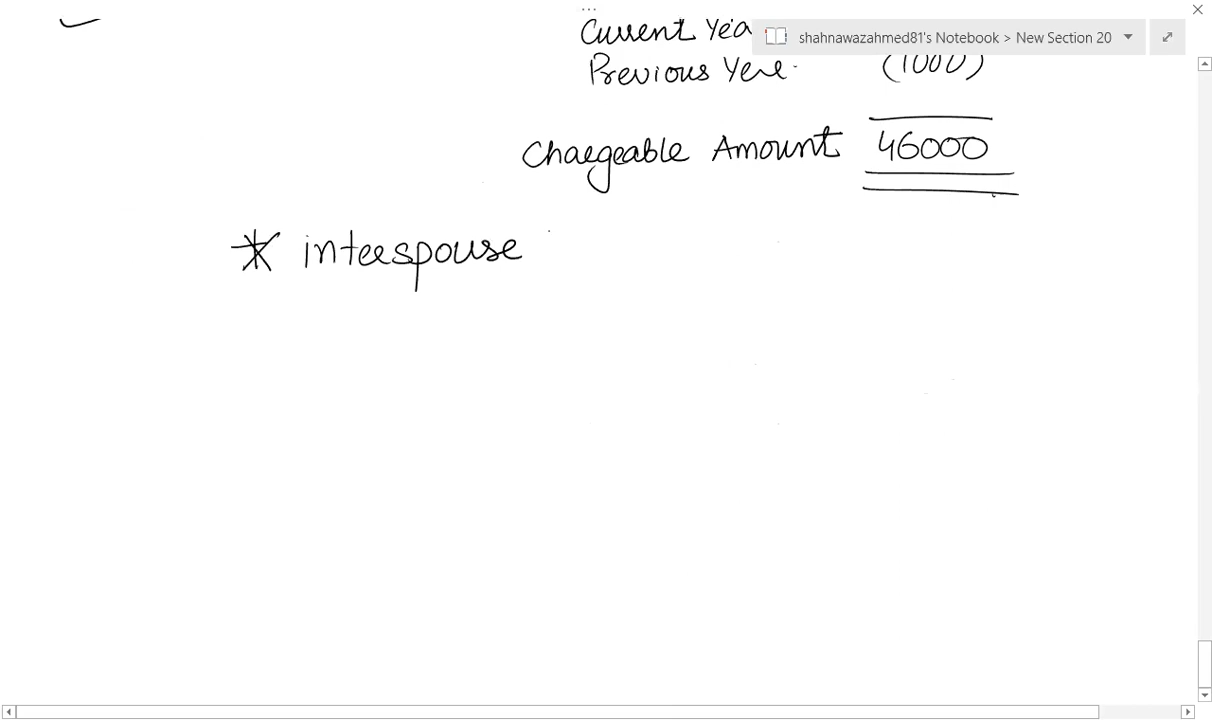 Current Yea
shahnawazahmed81's Notebook > New Section 20
Previous Year (1000)
Chargeable Amount 46000
* interspouse